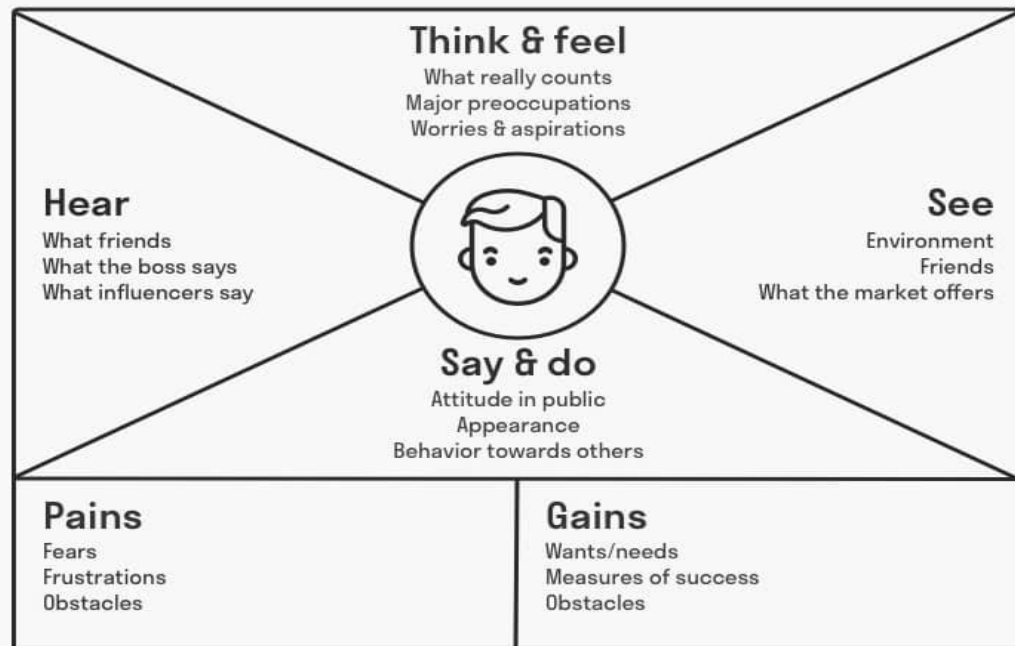 Think & feel
What really counts
Major preoccupations
Worries & aspirations
Hear
What friends
What the boss says
What influencers say
See
Environment
Friends
What the market offers
Say & do
Attitude in public
Appearance
Behavior towards others
Pains
Fears
Frustrations
Obstacles
Gains
Wants/needs
Measures of success
Obstacles